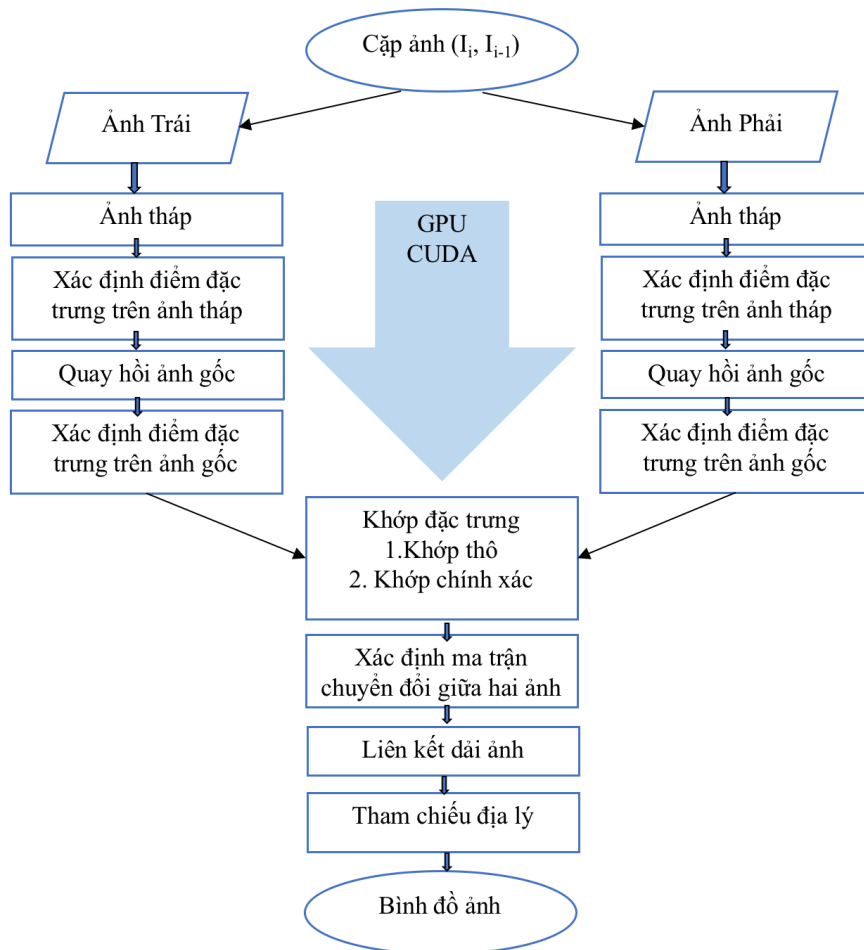 Cặp ảnh (Iᵢ, Iᵢ₋₁)
Ảnh Trái
Ảnh Phải
Ảnh tháp
Xác định điểm đặc
trưng trên ảnh tháp
Quay hồi ảnh gốc
Xác định điểm đặc
trưng trên ảnh gốc
GPU
CUDA
Ảnh tháp
Xác định điểm đặc
trưng trên ảnh tháp
Quay hồi ảnh gốc
Xác định điểm đặc
trưng trên ảnh gốc
Khớp đặc trưng
1.Khớp thô
2. Khớp chính xác
Xác định ma trận
chuyển đổi giữa hai ảnh
Liên kết dải ảnh
Tham chiếu địa lý
Bình đồ ảnh